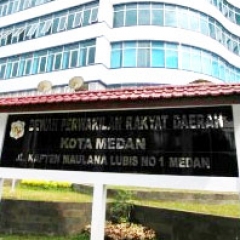 DEWAN PERWAKILAN RAKYAT DAERAH
KOTA MEDAN
JL. KAPTEN MAULANA LUBIS NO 1 MEDAN